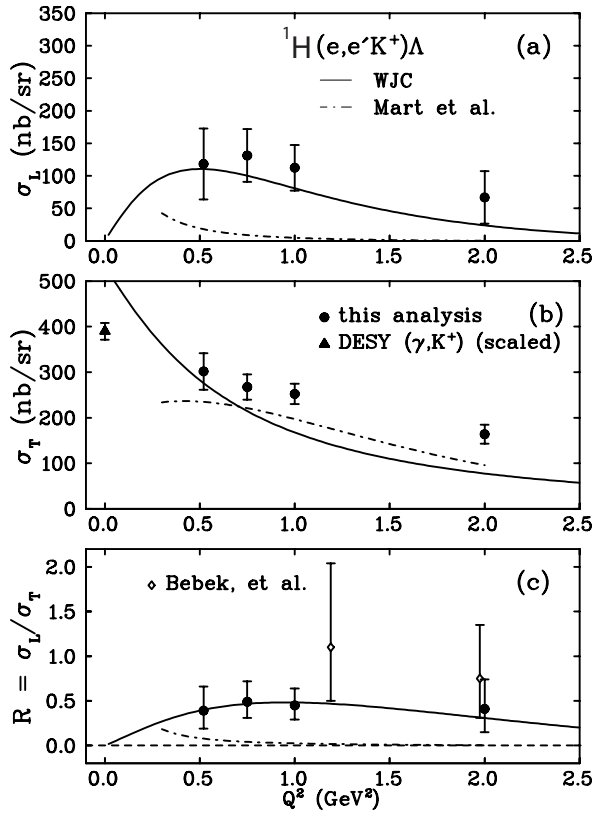 ¹H(e,e′K⁺)Λ (a)
WJC
Mart et al.
σ_L (nb/sr)
350
300
250
200
150
100
50
0
0.0 0.5 1.0 1.5 2.0 2.5
(b)
this analysis
DESY (γ,K⁺) (scaled)
σ_T (nb/sr)
500
400
300
200
100
0
0.0 0.5 1.0 1.5 2.0 2.5
Bebek, et al. (c)
R = σ_L/σ_T
2.0
1.5
1.0
0.5
0.0
0.0 0.5 1.0 1.5 2.0 2.5
Q² (GeV²)